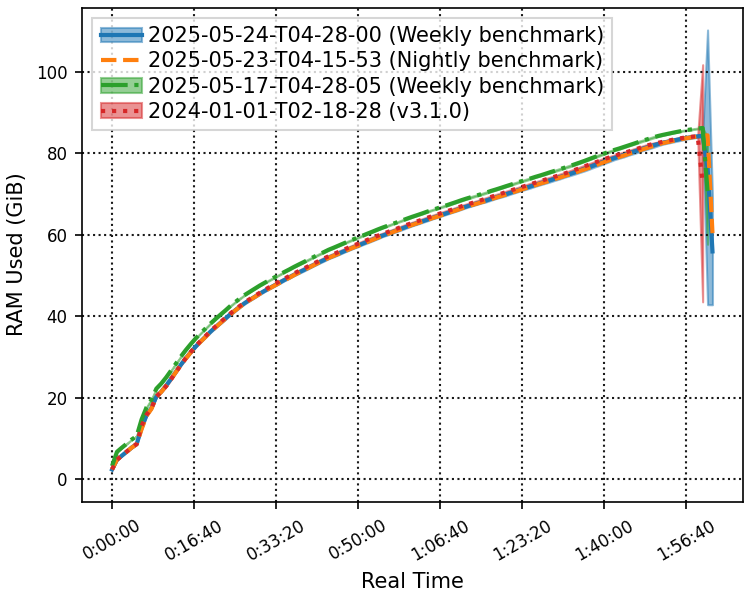 2025-05-24-T04-28-00 (Weekly benchmark)
2025-05-23-T04-15-53 (Nightly benchmark)
2025-05-17-T04-28-05 (Weekly benchmark)
2024-01-01-T02-18-28 (v3.1.0)
100
80
60
40
20
0
RAM Used (GiB)
0:00:00
0:16:40
0:33:20
0:50:00
1:06:40
1:23:20
1:40:00
1:56:40
Real Time